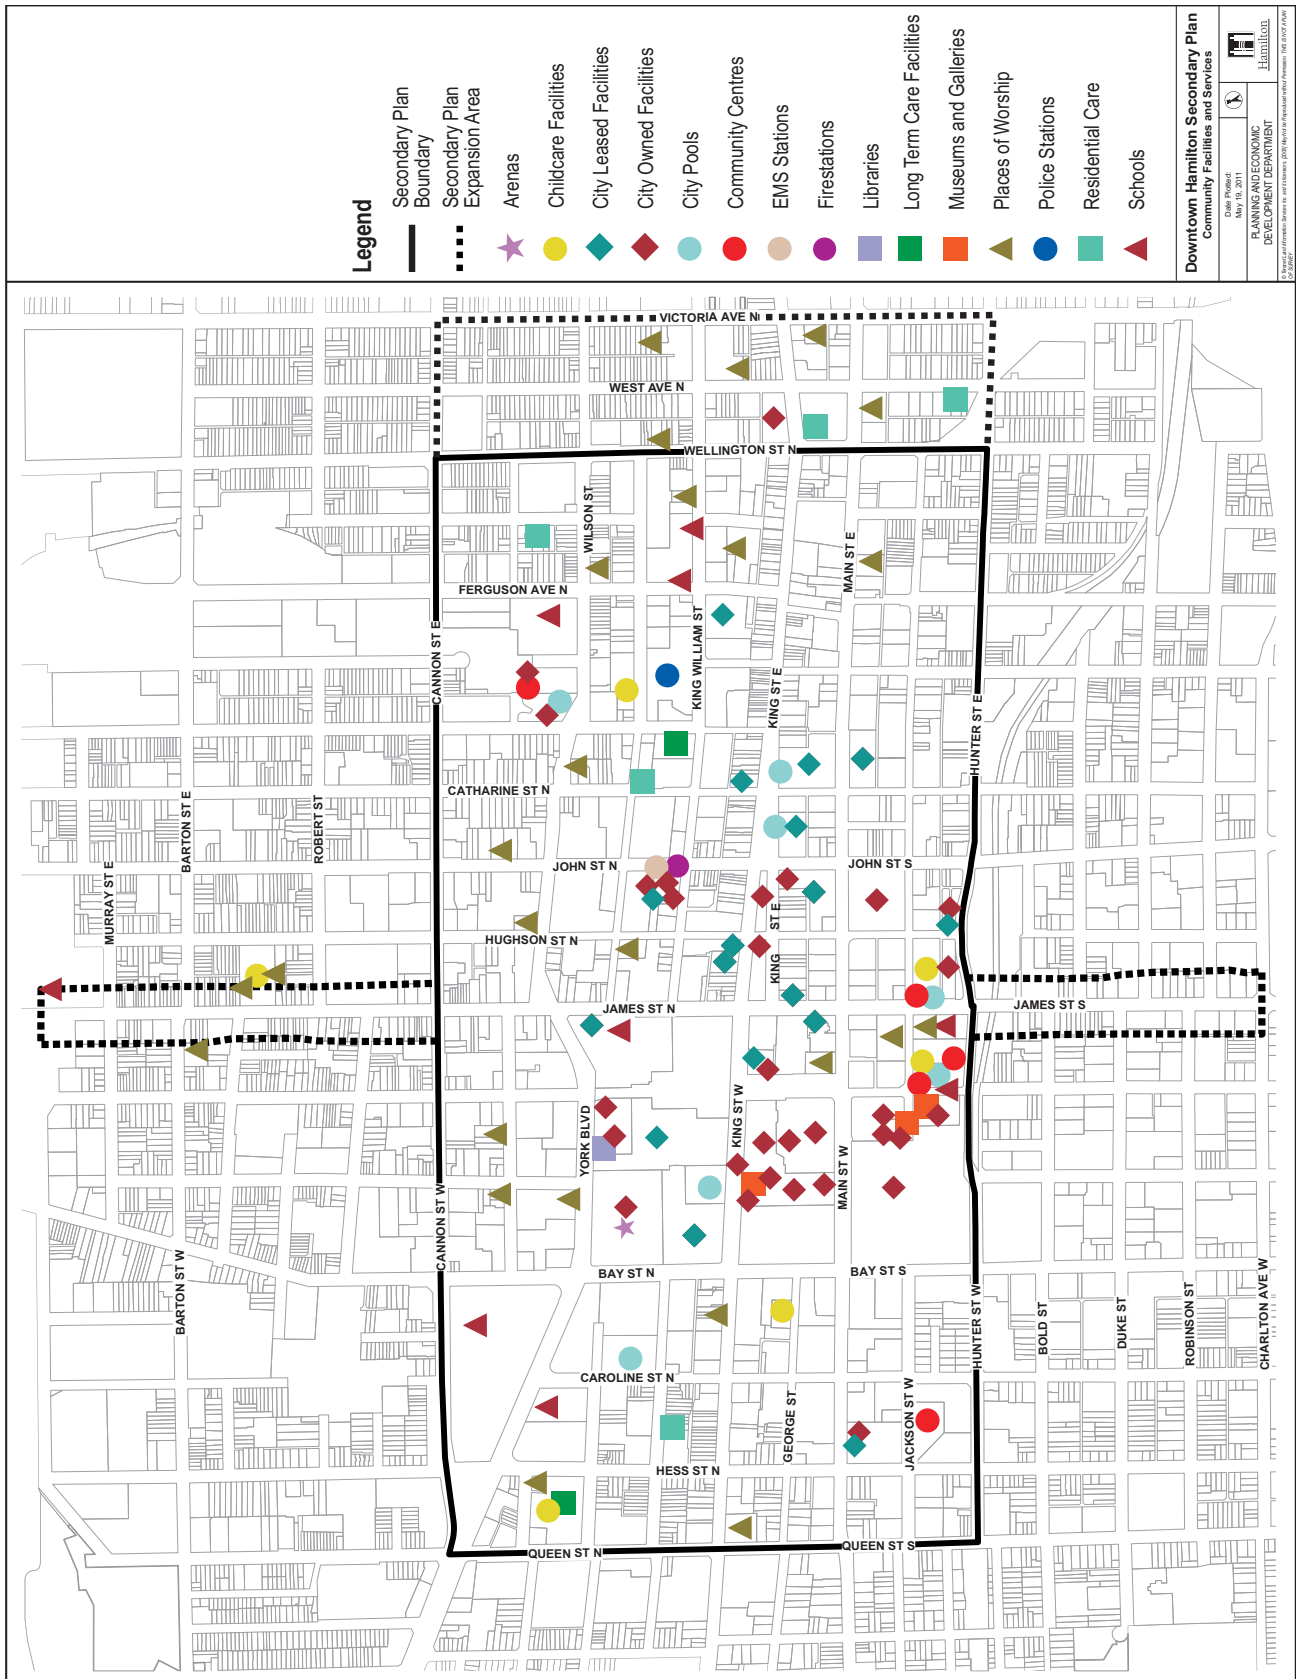 Legend
Secondary Plan
Boundary
Secondary Plan
Expansion Area
Arenas
Childcare Facilities
City Leased Facilities
City Owned Facilities
City Pools
Community Centres
EMS Stations
Firestations
Libraries
Long Term Care Facilities
Museums and Galleries
Places of Worship
Police Stations
Residential Care
Schools
Downtown Hamilton Secondary Plan
Community Facilities and Services
Date Plotted:
May 19, 2011
PLANNING AND ECONOMIC
DEVELOPMENT DEPARTMENT
Hamilton
VICTORIA AVE N
WEST AVE N
WELLINGTON ST N
WILSON ST
FERGUSON AVE N
MAIN ST E
CANNON ST E
KING WILLIAM ST
KING ST E
HUNTER ST E
CATHARINE ST N
BARTON ST E
ROBERT ST
MURRAY ST E
JOHN ST N
JOHN ST S
HUGHSON ST N
KING ST E
JAMES ST N
JAMES ST S
YORK BLVD
KING ST W
MAIN ST W
CANNON ST W
BARTON ST W
BAY ST N
BAY ST S
HUNTER ST W
BOLD ST
DUKE ST
ROBINSON ST
CHARLTON AVE W
CAROLINE ST N
GEORGE ST
JACKSON ST W
HESS ST N
QUEEN ST N
QUEEN ST S